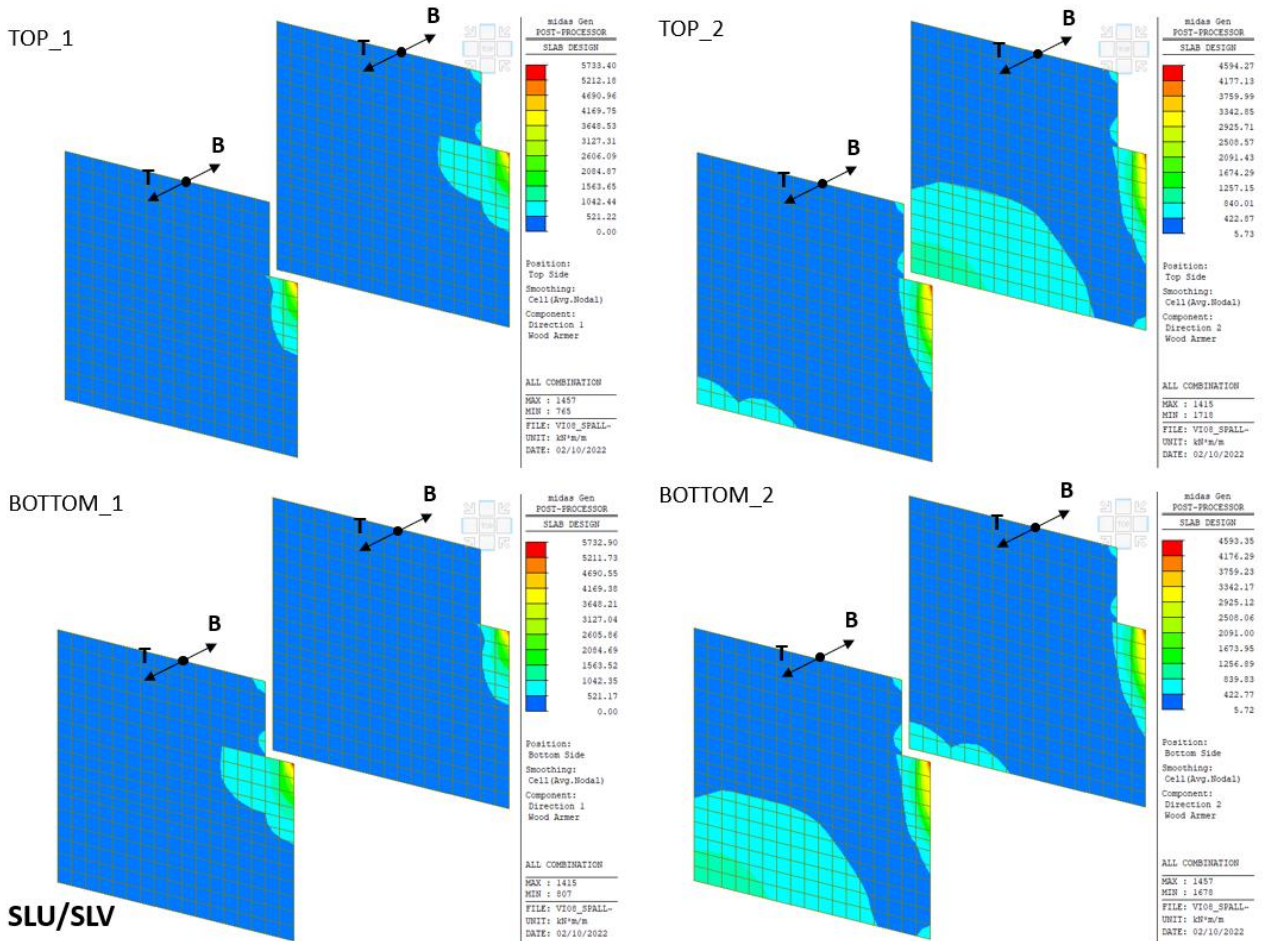 TOP_1
B
T
B
T
TOP
midas Gen
POST-PROCESSOR
SLAB DESIGN
5733.40
5212.18
4690.96
4169.75
3648.53
3127.31
2606.09
2084.87
1563.65
1042.44
521.22
0.00
Position:
Top Side
Smoothing:
Cell(Avg.Nodal)
Component:
Direction 1
Wood Armer
ALL COMBINATION
MAX : 1457
MIN : 765
FILE: VI08_SPALL~
UNIT: kN*m/m
DATE: 02/10/2022
TOP_2
B
T
B
T
TOP
midas Gen
POST-PROCESSOR
SLAB DESIGN
4594.27
4177.13
3759.99
3342.85
2925.71
2508.57
2091.43
1674.29
1257.15
840.01
422.87
5.73
Position:
Top Side
Smoothing:
Cell(Avg.Nodal)
Component:
Direction 2
Wood Armer
ALL COMBINATION
MAX : 1415
MIN : 1718
FILE: VI08_SPALL~
UNIT: kN*m/m
DATE: 02/10/2022
BOTTOM_1
B
T
B
T
TOP
midas Gen
POST-PROCESSOR
SLAB DESIGN
5732.90
5211.73
4690.55
4169.38
3648.21
3127.04
2605.86
2084.69
1563.52
1042.35
521.17
0.00
Position:
Bottom Side
Smoothing:
Cell(Avg.Nodal)
Component:
Direction 1
Wood Armer
ALL COMBINATION
MAX : 1415
MIN : 807
FILE: VI08_SPALL~
UNIT: kN*m/m
DATE: 02/10/2022
BOTTOM_2
B
T
B
T
TOP
midas Gen
POST-PROCESSOR
SLAB DESIGN
4593.35
4176.29
3759.23
3342.17
2925.12
2508.06
2091.00
1673.95
1256.89
839.83
422.77
5.72
Position:
Bottom Side
Smoothing:
Cell(Avg.Nodal)
Component:
Direction 2
Wood Armer
ALL COMBINATION
MAX : 1457
MIN : 1678
FILE: VI08_SPALL~
UNIT: kN*m/m
DATE: 02/10/2022
SLU/SLV